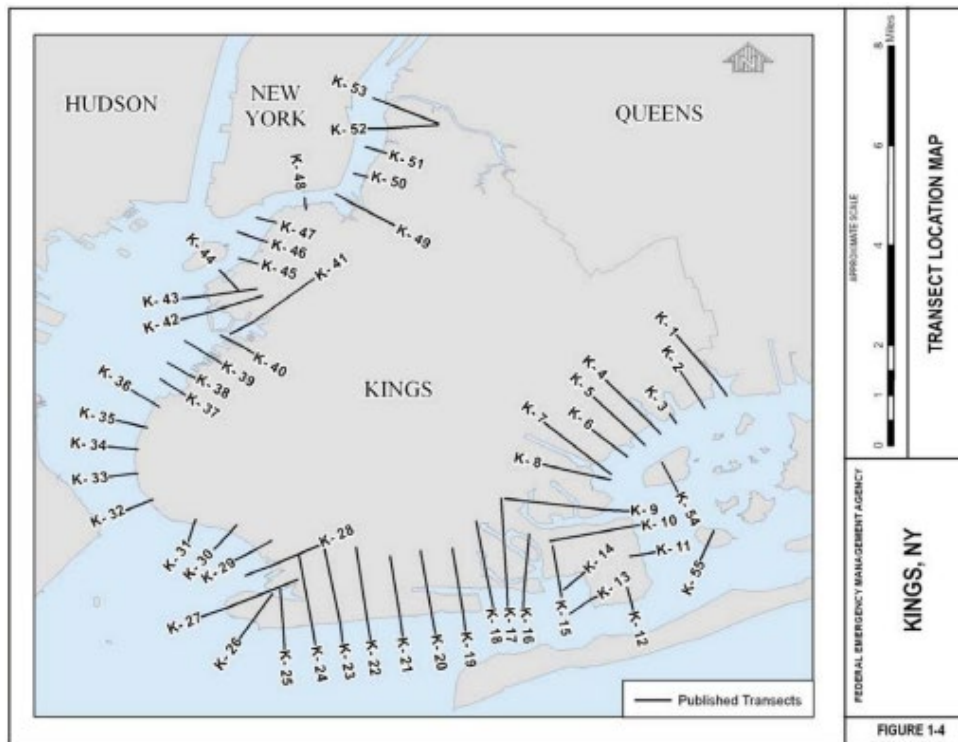 HUDSON
NEW
YORK
QUEENS
KINGS
K- 53
K- 52
K- 51
K- 50
K- 48
K- 49
K- 47
K- 46
K- 45
K- 44
K- 43
K- 42
K- 41
K- 40
K- 39
K- 38
K- 37
K- 36
K- 35
K- 34
K- 33
K- 32
K- 31
K- 30
K- 29
K- 28
K- 27
K- 26
K- 25
K- 24
K- 23
K- 22
K- 21
K- 20
K- 19
K- 18
K- 17
K- 16
K- 15
K- 14
K- 13
K- 12
K- 11
K- 10
K- 9
K- 8
K- 7
K- 6
K- 5
K- 4
K- 3
K- 2
K- 1
K- 54
K- 55
Published Transects
APPROXIMATE SCALE
0 2 4 6 8 Miles
TRANSECT LOCATION MAP
FEDERAL EMERGENCY MANAGEMENT AGENCY
KINGS, NY
FIGURE 1-4